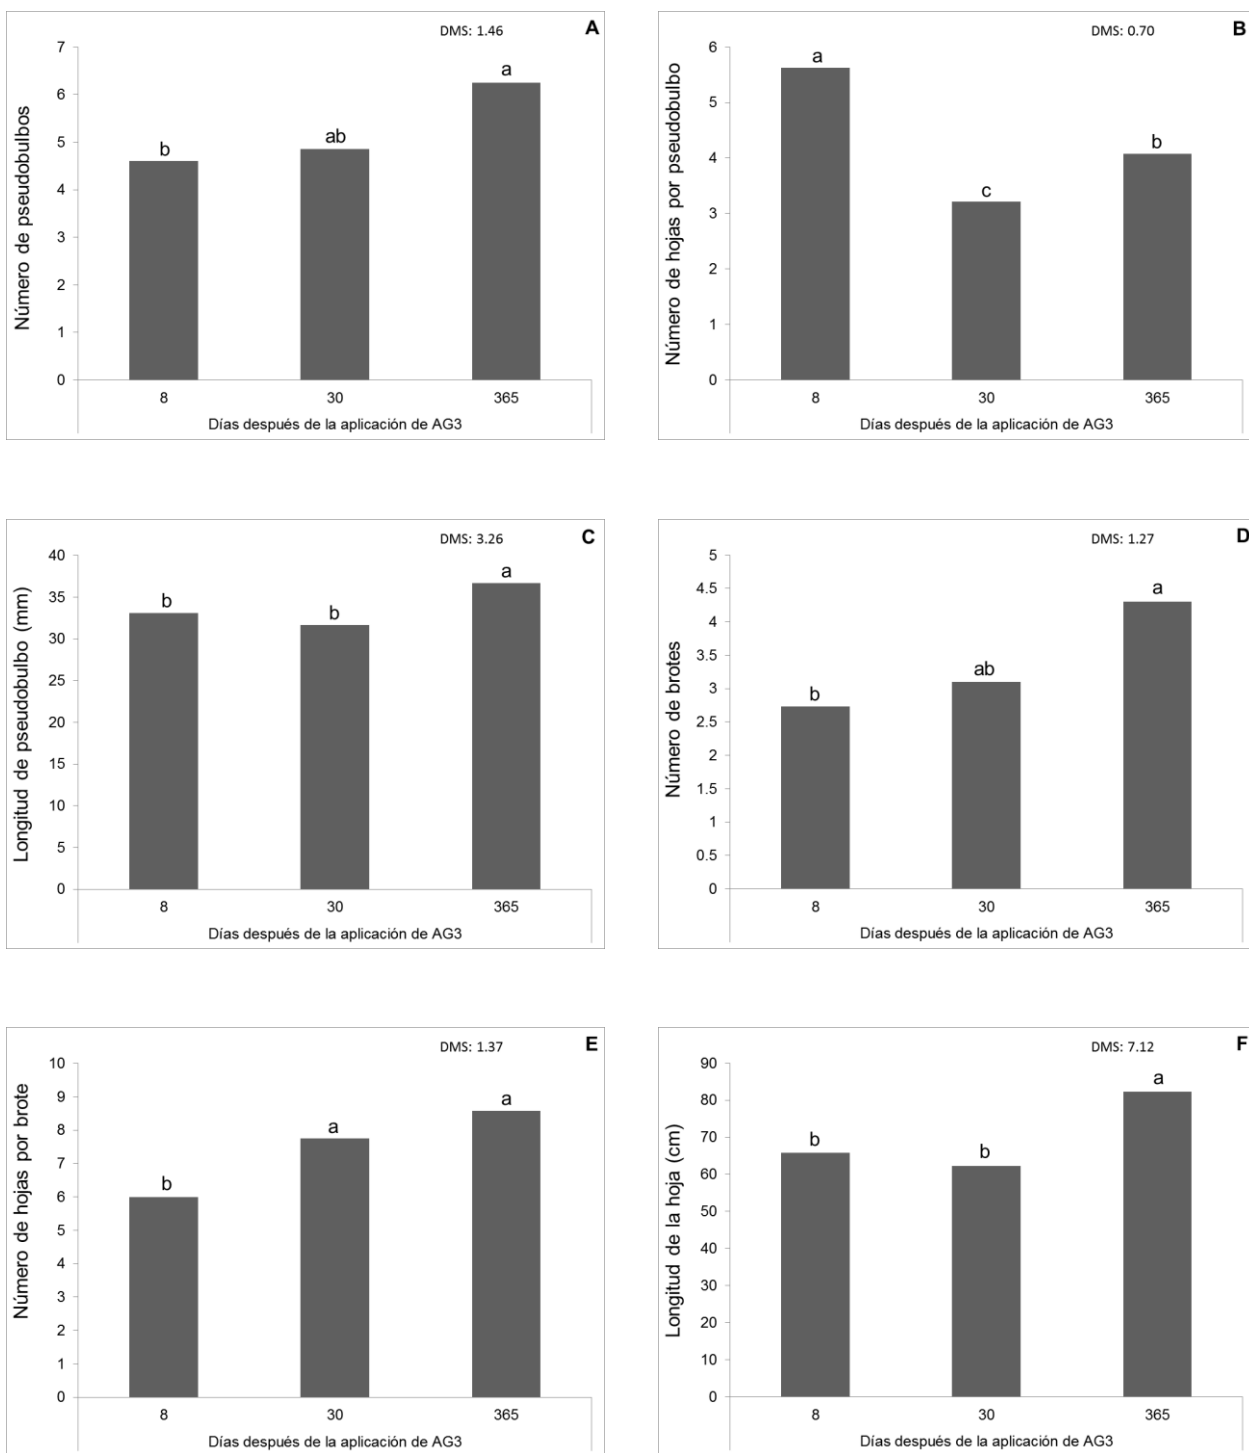 DMS: 1.46
A
Número de pseudobulbos
7
6
5
4
3
2
1
0
b
ab
a
8
30
365
Días después de la aplicación de AG3
DMS: 0.70
B
Número de hojas por pseudobulbo
6
5
4
3
2
1
0
a
c
b
8
30
365
Días después de la aplicación de AG3
DMS: 3.26
C
Longitud de pseudobulbo (mm)
40
35
30
25
20
15
10
5
0
b
b
a
8
30
365
Días después de la aplicación de AG3
DMS: 1.27
D
Número de brotes
5
4.5
4
3.5
3
2.5
2
1.5
1
0.5
0
b
ab
a
8
30
365
Días después de la aplicación de AG3
DMS: 1.37
E
Número de hojas por brote
10
9
8
7
6
5
4
3
2
1
0
b
a
a
8
30
365
Días después de la aplicación de AG3
DMS: 7.12
F
Longitud de la hoja (cm)
90
80
70
60
50
40
30
20
10
0
b
b
a
8
30
365
Días después de la aplicación de AG3